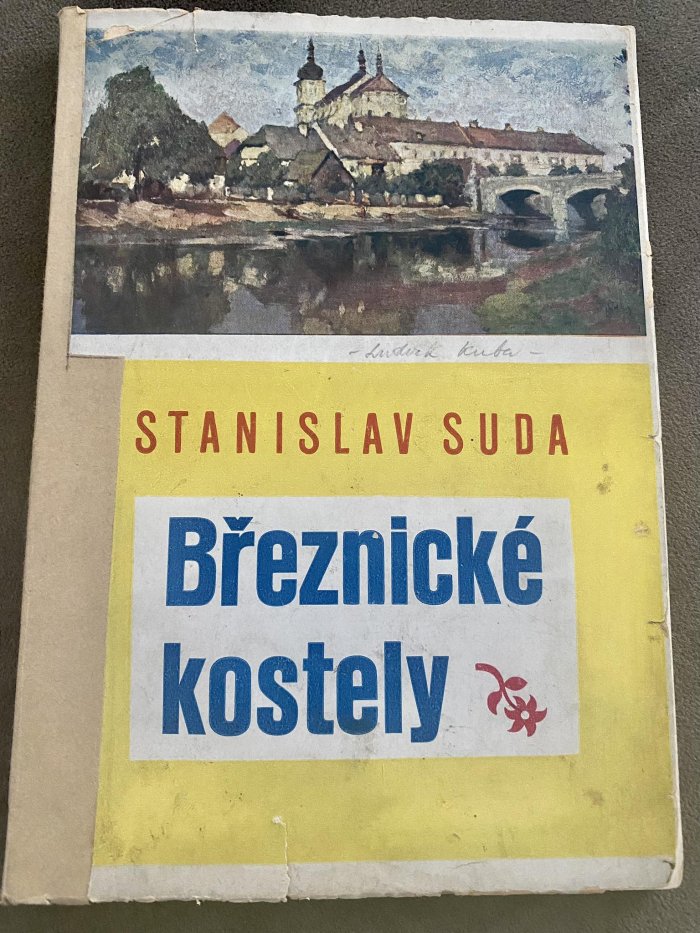 - Ludvík Kuba -
STANISLAV SUDA
Březnické
kostely